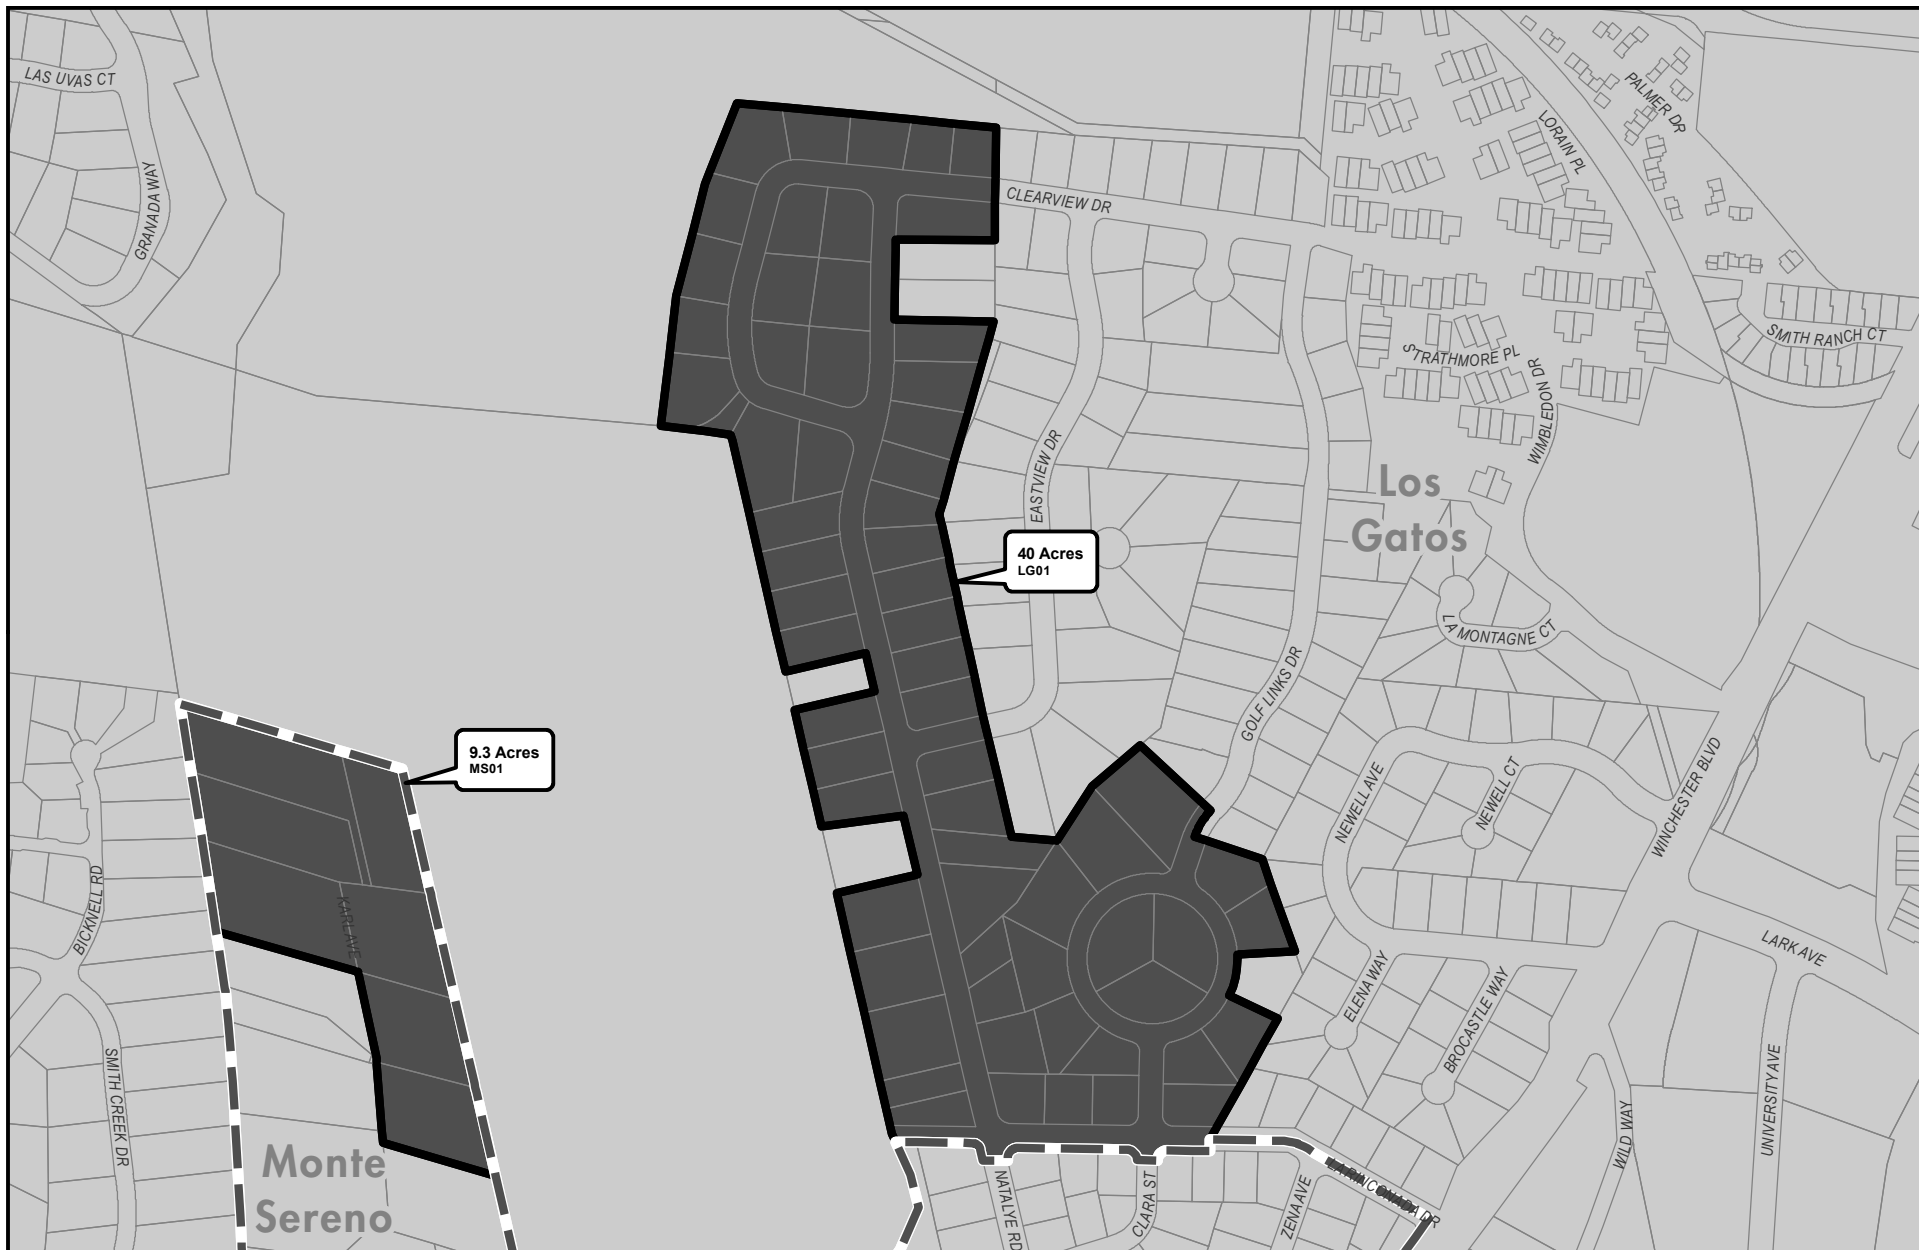 LAS UVAS CT
GRANADA WAY
PALMER DR
LORAIN PL
CLEARVIEW DR
SMITH RANCH CT
STRATHMORE PL
WIMBLEDON DR
EASTVIEW DR
Los
Gatos
40 Acres
LG01
LA MONTAGNE CT
GOLF LINKS DR
9.3 Acres
MS01
WINCHESTER BLVD
NEWELL AVE
NEWELL CT
BICKNELL RD
KARL AVE
LARK AVE
ELENA WAY
BROCASTLE WAY
SMITH CREEK DR
UNIVERSITY AVE
WILD WAY
Monte
Sereno
NATALYE RD
CLARA ST
ZENA AVE
LA RINCONADA DR